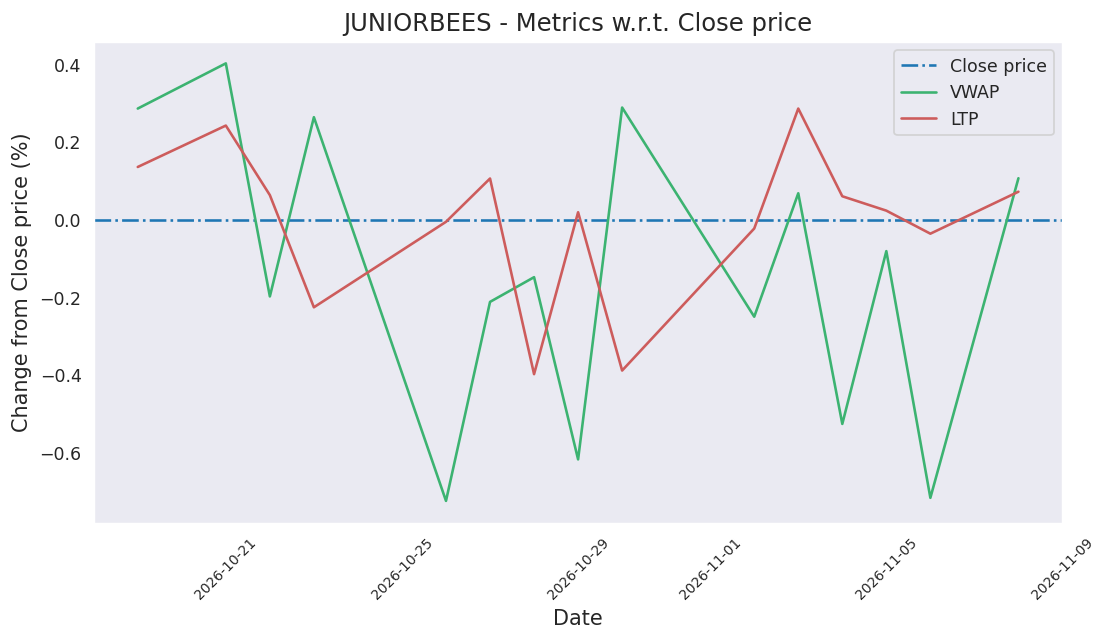 JUNIORBEES - Metrics w.r.t. Close price
Close price
VWAP
LTP
Change from Close price (%)
0.4
0.2
0.0
−0.2
−0.4
−0.6
2026-10-21
2026-10-25
2026-10-29
2026-11-01
2026-11-05
2026-11-09
Date